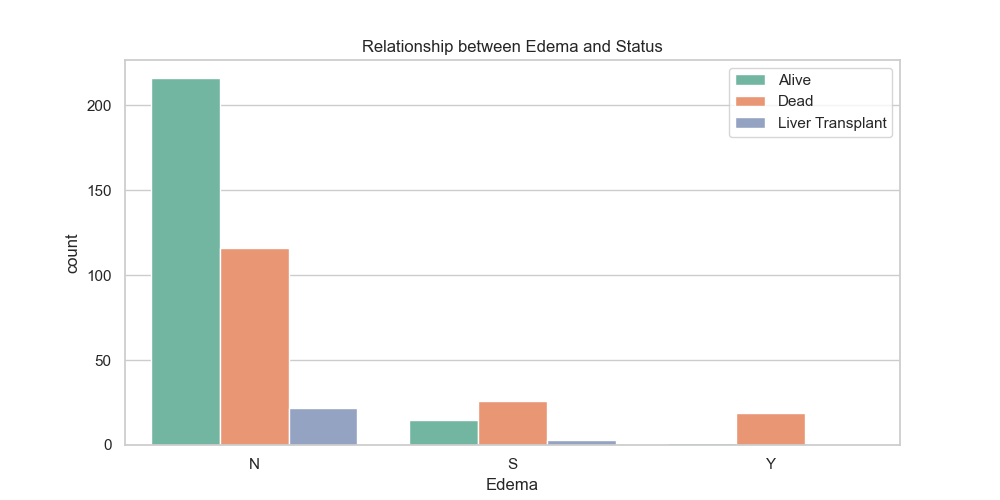 Relationship between Edema and Status
Alive
Dead
Liver Transplant
200
150
100
50
0
count
N
S
Y
Edema